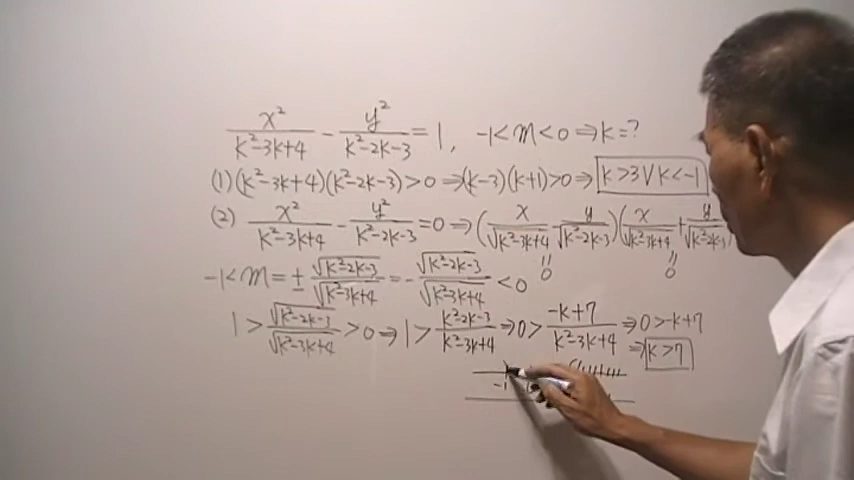 x²/(k²-3k+4) - y²/(k²-2k-3) = 1, -1<m<0 ⇒ k=?
(1) (k²-3k+4)(k²-2k-3)>0 ⇒ (k-3)(k+1)>0 ⇒ k>3 ∨ k<-1
(2) x²/(k²-3k+4) - y²/(k²-2k-3) = 0 ⇒ (x/√(k²-3k+4) - y/√(k²-2k-3))(x/√(k²-3k+4) + y/√(k²-2k-3))
=0 =0
-1<m = ± √(k²-2k-3)/√(k²-3k+4) = - √(k²-2k-3)/√(k²-3k+4) < 0
1 > √(k²-2k-3)/√(k²-3k+4) > 0 ⇒ 1 > (k²-2k-3)/(k²-3k+4) ⇒ 0 > (-k+7)/(k²-3k+4) ⇒ 0>-k+7
⇒ k>7
-1